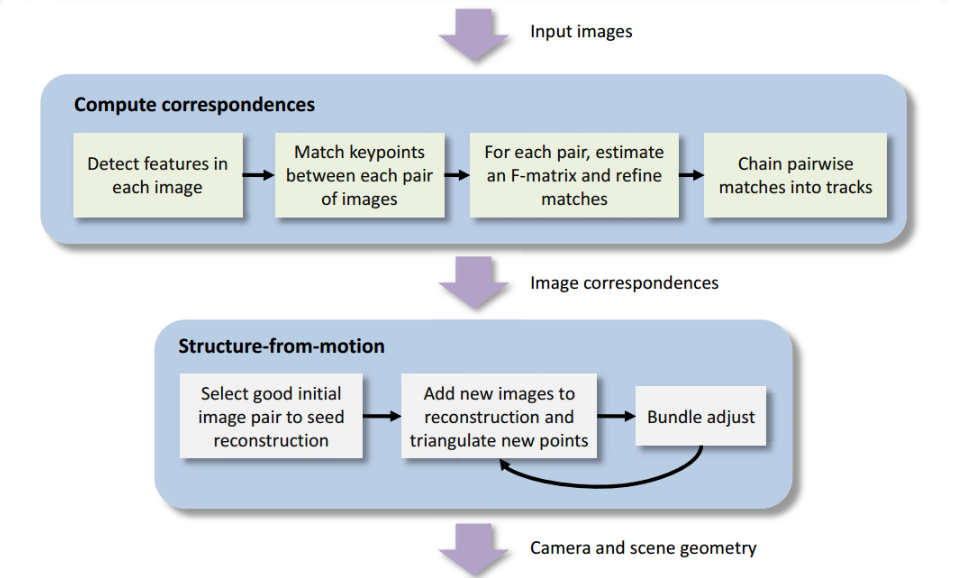 Input images
Compute correspondences
Detect features in
each image
Match keypoints
between each pair
of images
For each pair, estimate
an F-matrix and refine
matches
Chain pairwise
matches into tracks
Image correspondences
Structure-from-motion
Select good initial
image pair to seed
reconstruction
Add new images to
reconstruction and
triangulate new points
Bundle adjust
Camera and scene geometry